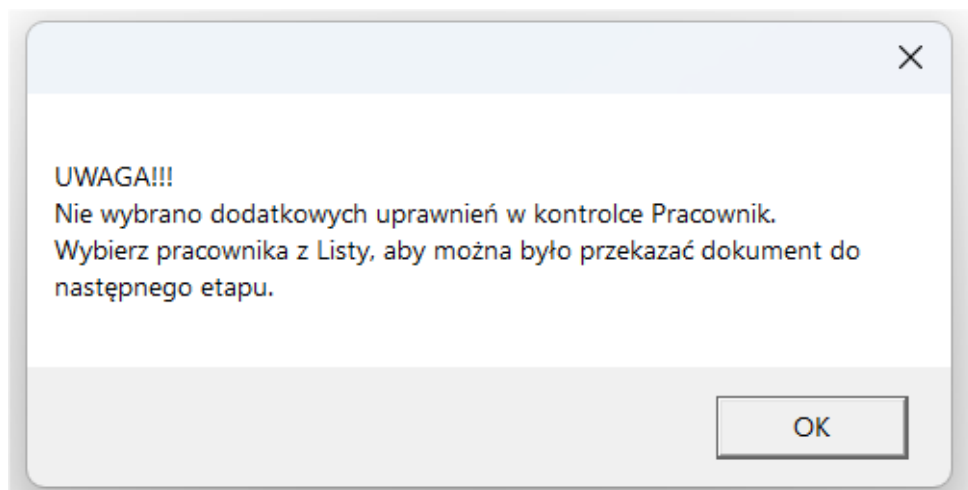 UWAGA!!!
Nie wybrano dodatkowych uprawnień w kontrolce Pracownik.
Wybierz pracownika z Listy, aby można było przekazać dokument do
następnego etapu.
OK